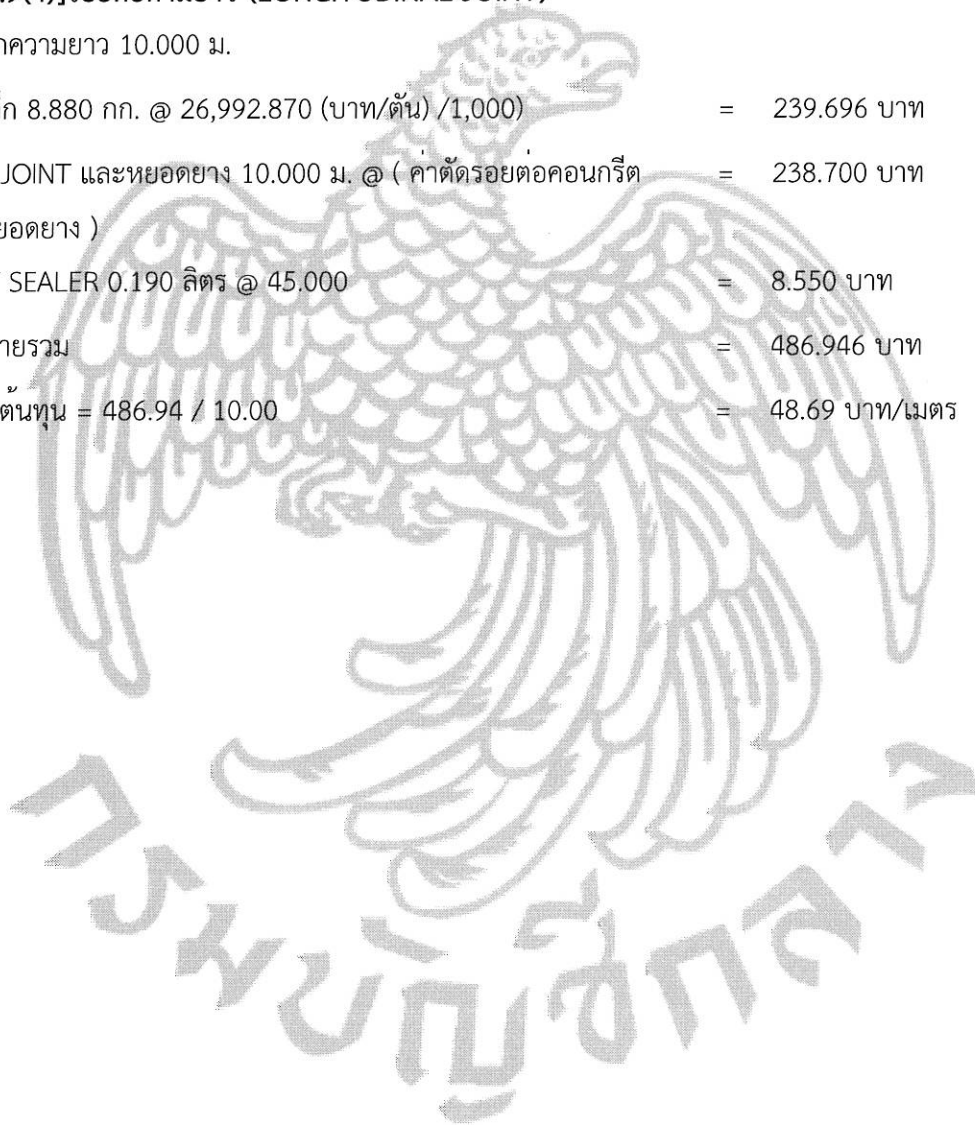 ความยาว 10.000 ม.
8.880 กก. @ 26,992.870 (บาท/ตัน) /1,000) = 239.696 บาท
JOINT และหยอดยาง 10.000 ม. @ ( ค่าตัดรอยต่อคอนกรีต = 238.700 บาท
ยอดยาง )
SEALER 0.190 ลิตร @ 45.000 = 8.550 บาท
ายรวม = 486.946 บาท
ต้นทุน = 486.94 / 10.00 = 48.69 บาท/เมตร
กรมบัญชีกลาง